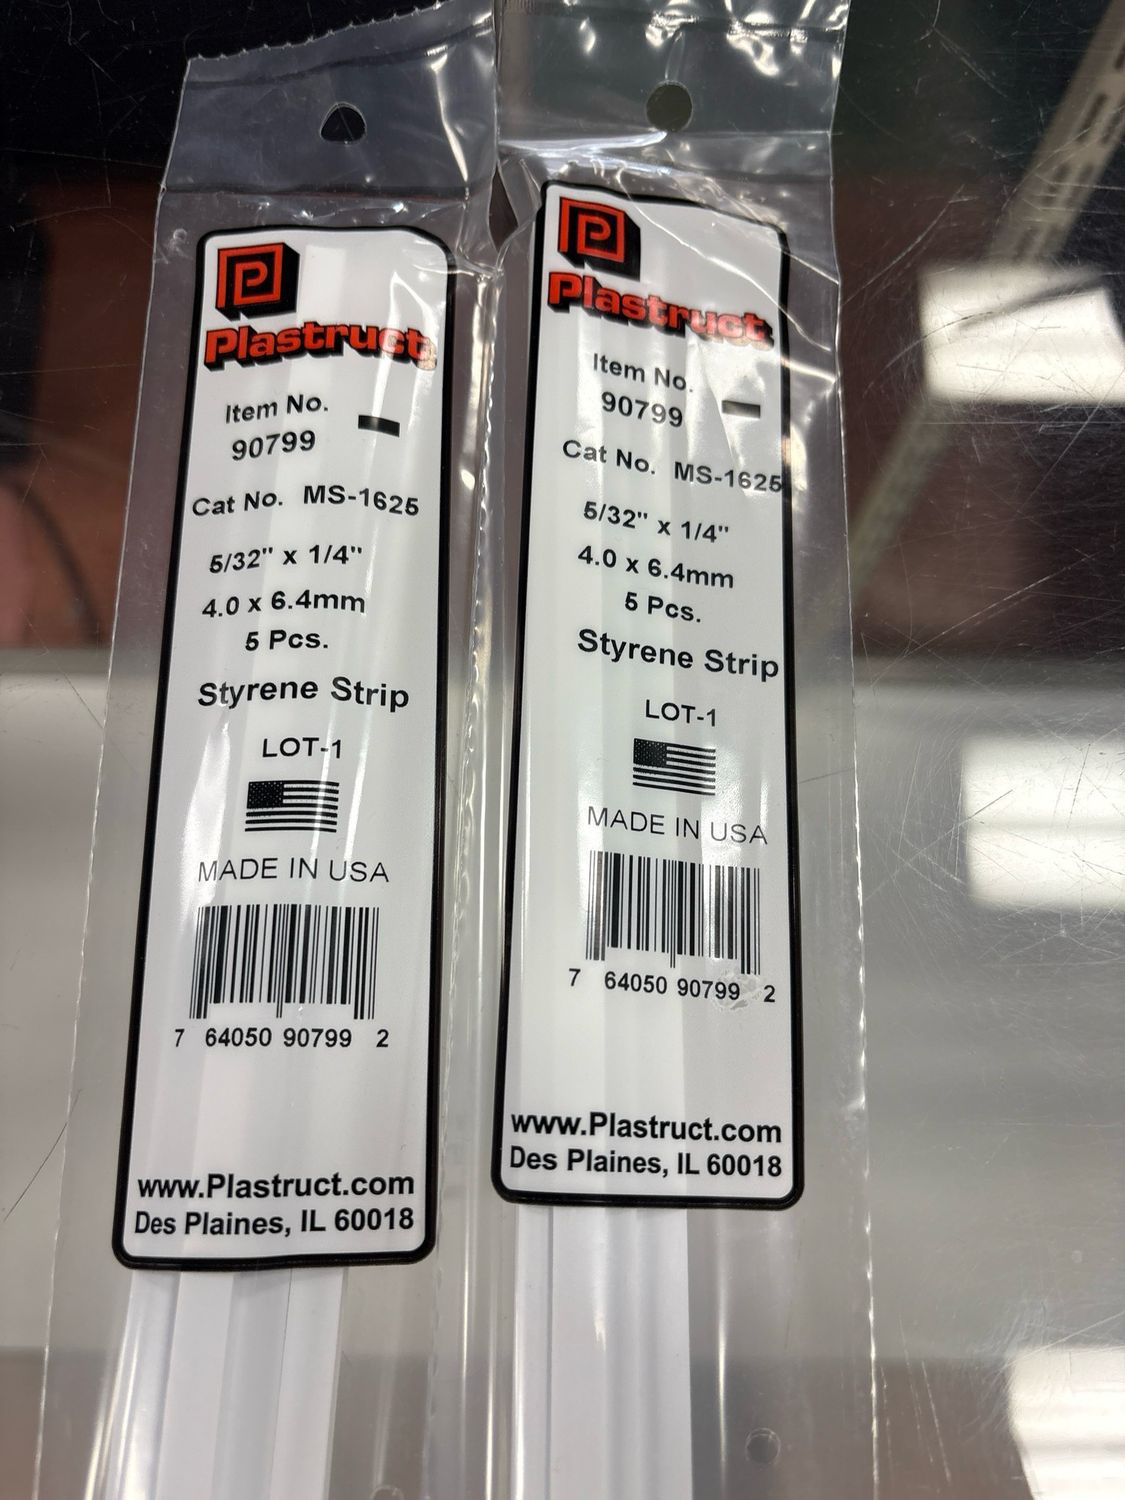 P
Plastruct
Item No.
90799
Cat No. MS-1625
5/32" x 1/4"
4.0 x 6.4mm
5 Pcs.
Styrene Strip
LOT-1
MADE IN USA
7 64050 90799 2
www.Plastruct.com
Des Plaines, IL 60018
P
Plastruct
Item No.
90799
Cat No. MS-1625
5/32" x 1/4"
4.0 x 6.4mm
5 Pcs.
Styrene Strip
LOT-1
MADE IN USA
7 64050 90799 2
www.Plastruct.com
Des Plaines, IL 60018